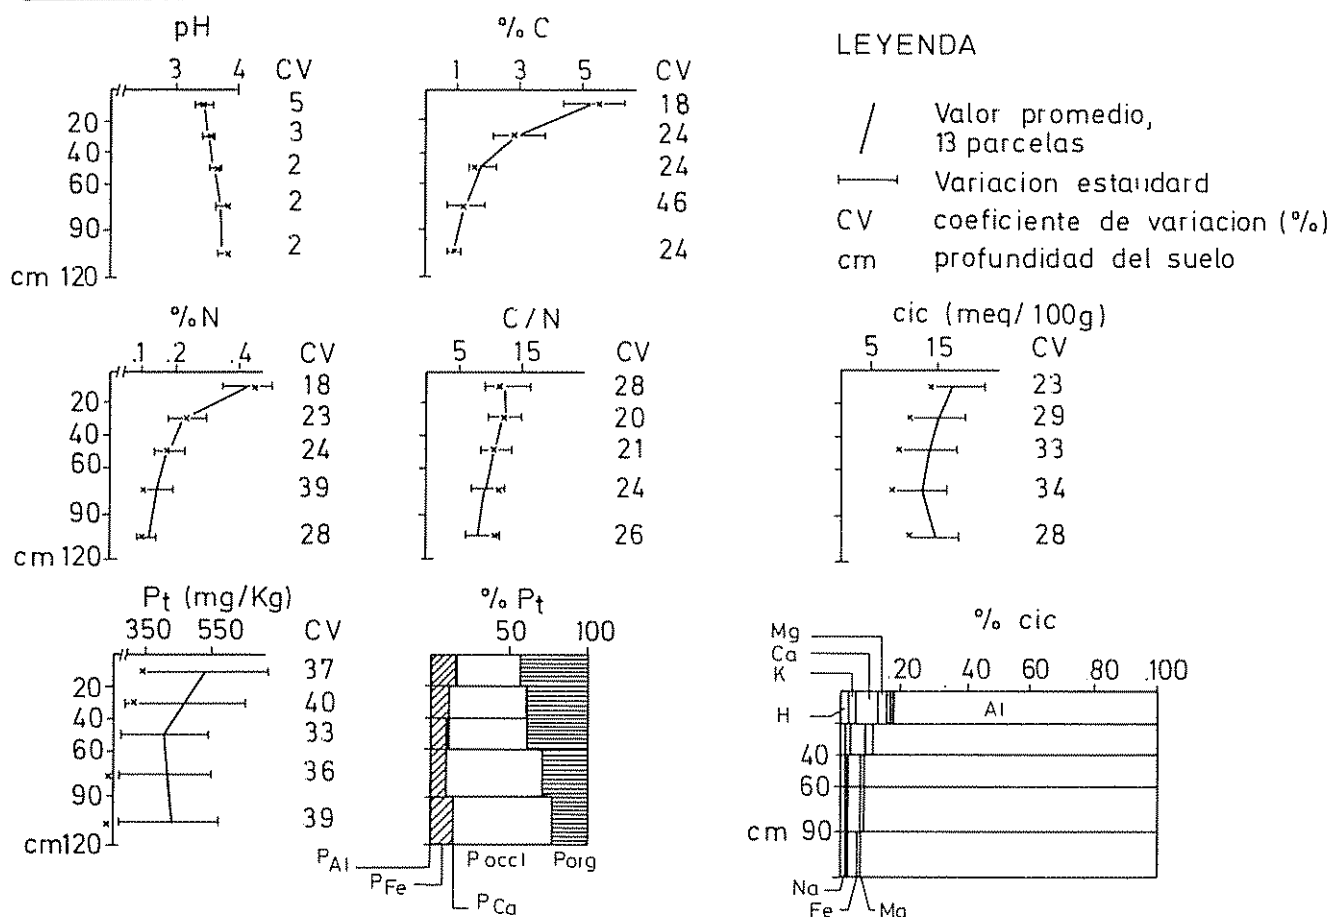 pH
3 4 CV
5
20 3
40 2
60 2
90 2
cm 120
% C
1 3 5 CV
18
24
24
46
24
LEYENDA
Valor promedio,
13 parcelas
Variacion estaudard
CV coeficiente de variacion (%)
cm profundidad del suelo
%N
.1 .2 .4 CV
18
20 23
40 24
60 39
90 28
cm 120
C/N
5 15 CV
28
20
21
24
26
cic (meq/100g)
5 15 CV
23
29
33
34
28
Pt (mg/Kg)
350 550 CV
37
20 40
40 33
60 36
90 39
cm 120
% Pt
50 100
PAl P occl Porg
PFe PCa
% cic
Mg
Ca
K
H
.20 40 60 .80 .100
Al
40
60
cm 90
Na
Fe Mg